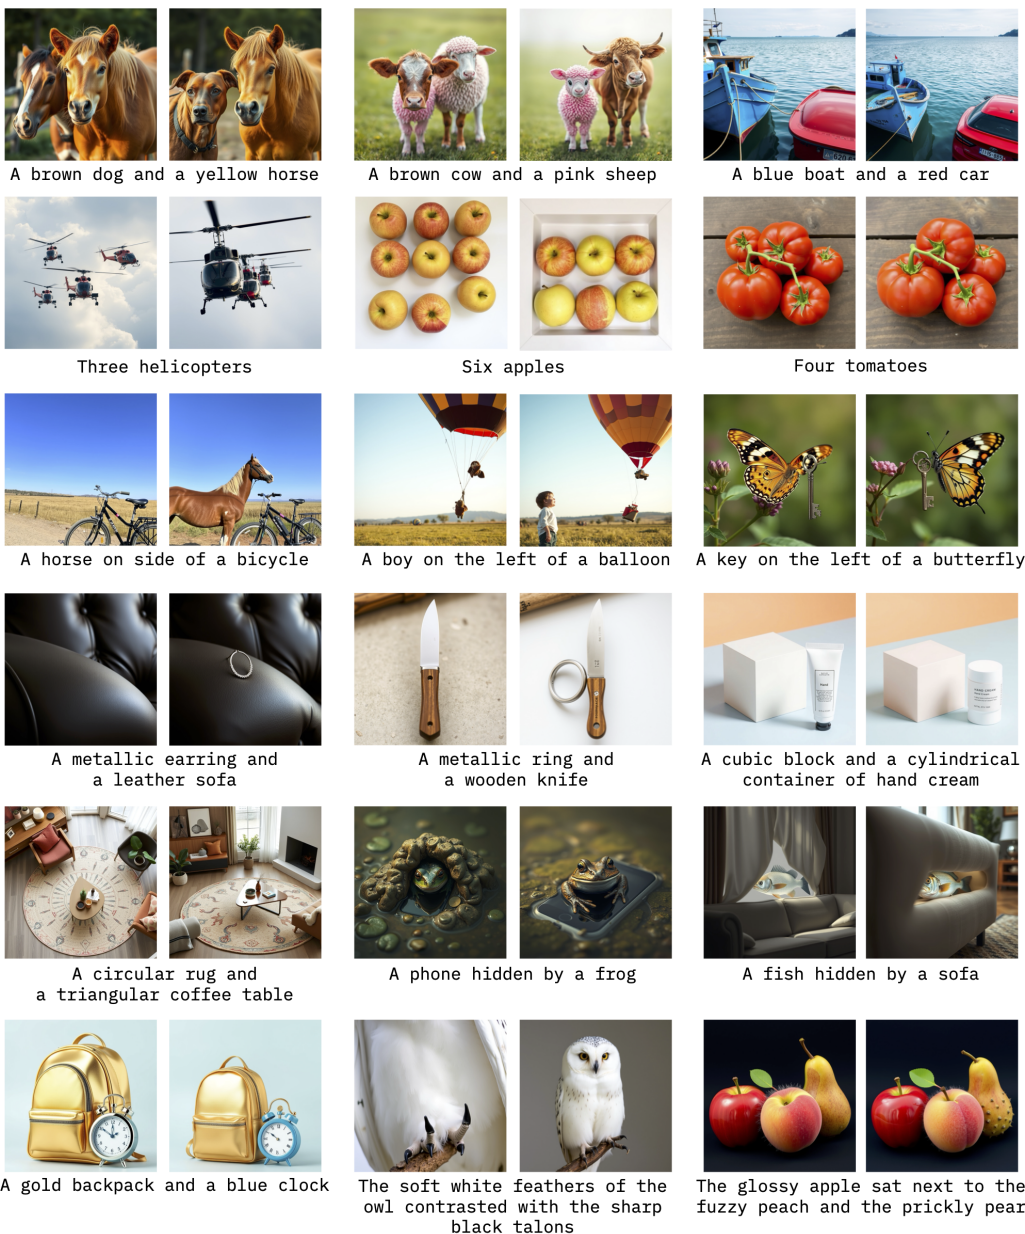 A brown dog and a yellow horse
A brown cow and a pink sheep
A blue boat and a red car
Three helicopters
Six apples
Four tomatoes
A horse on side of a bicycle
A boy on the left of a balloon
A key on the left of a butterfly
A metallic earring and
a leather sofa
A metallic ring and
a wooden knife
A cubic block and a cylindrical
container of hand cream
A circular rug and
a triangular coffee table
A phone hidden by a frog
A fish hidden by a sofa
A gold backpack and a blue clock
The soft white feathers of the
owl contrasted with the sharp
black talons
The glossy apple sat next to the
fuzzy peach and the prickly pear